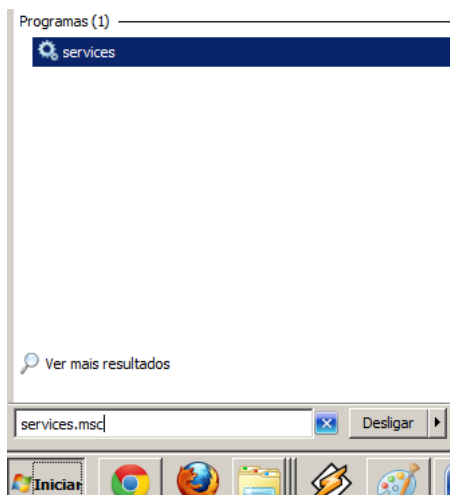 Programas (1)
services
Ver mais resultados
services.msc
Desligar
Iniciar